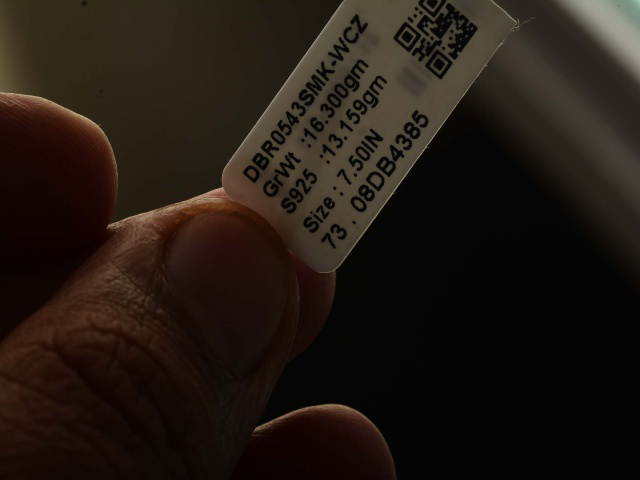 DBR0543SMK-WCZ
GrWt :16.300gm
S925 :13.159gm
Size : 7.50IN
73 . 08DB4385